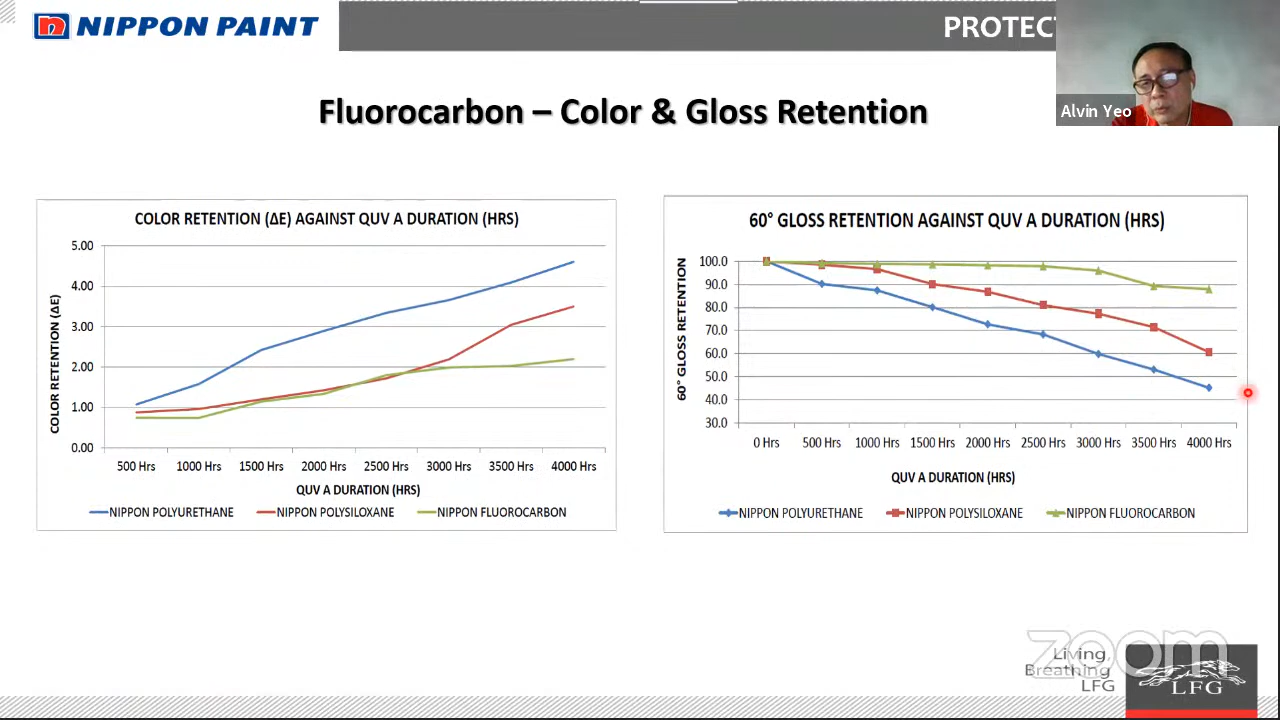 n NIPPON PAINT
PROTECT
Alvin Yeo
Fluorocarbon – Color & Gloss Retention
COLOR RETENTION (ΔE) AGAINST QUV A DURATION (HRS)
COLOR RETENTION (ΔE)
5.00
4.00
3.00
2.00
1.00
0.00
500 Hrs 1000 Hrs 1500 Hrs 2000 Hrs 2500 Hrs 3000 Hrs 3500 Hrs 4000 Hrs
QUV A DURATION (HRS)
NIPPON POLYURETHANE NIPPON POLYSILOXANE NIPPON FLUOROCARBON
60° GLOSS RETENTION AGAINST QUV A DURATION (HRS)
60° GLOSS RETENTION
100.0
90.0
80.0
70.0
60.0
50.0
40.0
30.0
0 Hrs 500 Hrs 1000 Hrs 1500 Hrs 2000 Hrs 2500 Hrs 3000 Hrs 3500 Hrs 4000 Hrs
QUV A DURATION (HRS)
NIPPON POLYURETHANE NIPPON POLYSILOXANE NIPPON FLUOROCARBON
zoom
Living,
Breathing
LFG
LFG